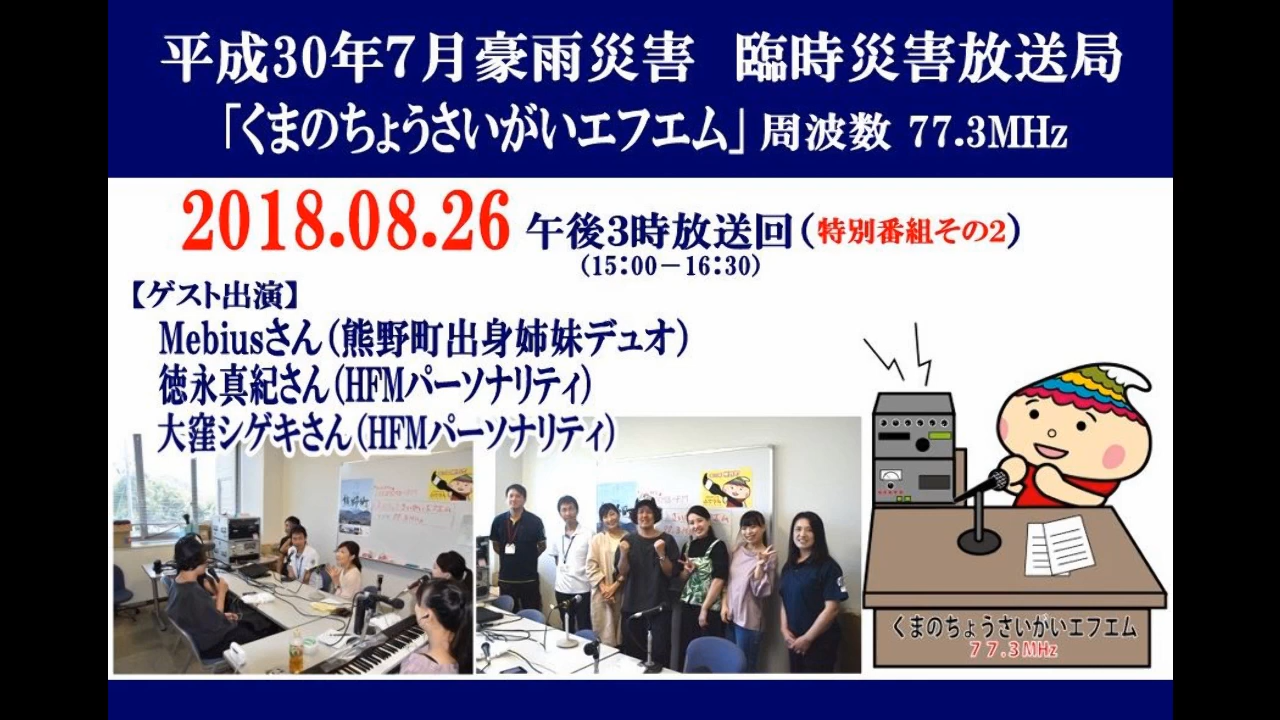 平成30年7月豪雨災害　臨時災害放送局
「くまのちょうさいがいエフエム」周波数 77.3MHz
2018.08.26 午後3時放送回(特別番組その2)
(15:00－16:30)
【ゲスト出演】
Mebiusさん(熊野町出身姉妹デュオ)
徳永真紀さん(HFMパーソナリティ)
大窪シゲキさん(HFMパーソナリティ)
熊野町
くまのちょうさいがいエフエム
77.3MHz